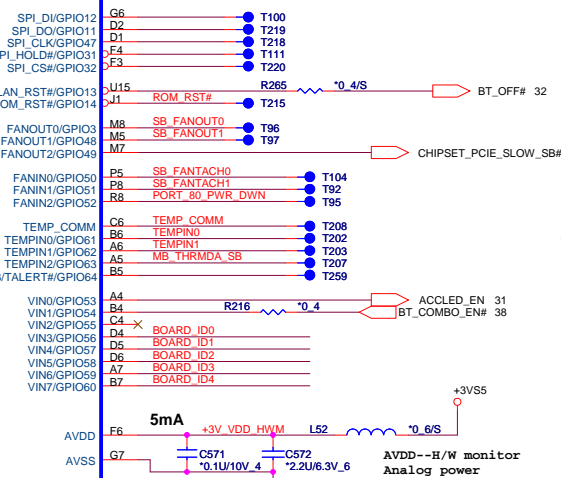 SPI_DI/GPIO12 G6 T100
SPI_DO/GPIO11 D2 T219
SPI_CLK/GPIO47 D1 T218
PI_HOLD#/GPIO31 F4 T111
SPI_CS#/GPIO32 F3 T220
LAN_RST#/GPIO13 U15 R265 *0_4/S BT_OFF# 32
ROM_RST#/GPIO14 J1 ROM_RST# T215
FANOUT0/GPIO3 M8 SB_FANOUT0 T96
FANOUT1/GPIO48 M5 SB_FANOUT1 T97
FANOUT2/GPIO49 M7 CHIPSET_PCIE_SLOW_SB#
FANIN0/GPIO50 P5 SB_FANTACH0 T104
FANIN1/GPIO51 P8 SB_FANTACH1 T92
FANIN2/GPIO52 R8 PORT_80_PWR_DWN T95
TEMP_COMM C6 TEMP_COMM T208
TEMPIN0/GPIO61 B6 TEMPIN0 T202
TEMPIN1/GPIO62 A6 TEMPIN1 T203
TEMPIN2/GPIO63 A5 MB_THRMDA_SB T207
/TALERT#/GPIO64 B5 T259
VIN0/GPIO53 A4 ACCLED_EN 31
VIN1/GPIO54 B4 R216 *0_4 BT_COMBO_EN# 38
VIN2/GPIO55 C4
VIN3/GPIO56 D4 BOARD_ID0
VIN4/GPIO57 D5 BOARD_ID1
VIN5/GPIO58 D6 BOARD_ID2
VIN6/GPIO59 A7 BOARD_ID3
VIN7/GPIO60 B7 BOARD_ID4
+3VS5
5mA
AVDD F6 +3V_VDD_HWM L52 *0_6/S
AVSS G7 C571 C572 AVDD--H/W monitor
*0.1U/10V_4 *2.2U/6.3V_6 Analog power